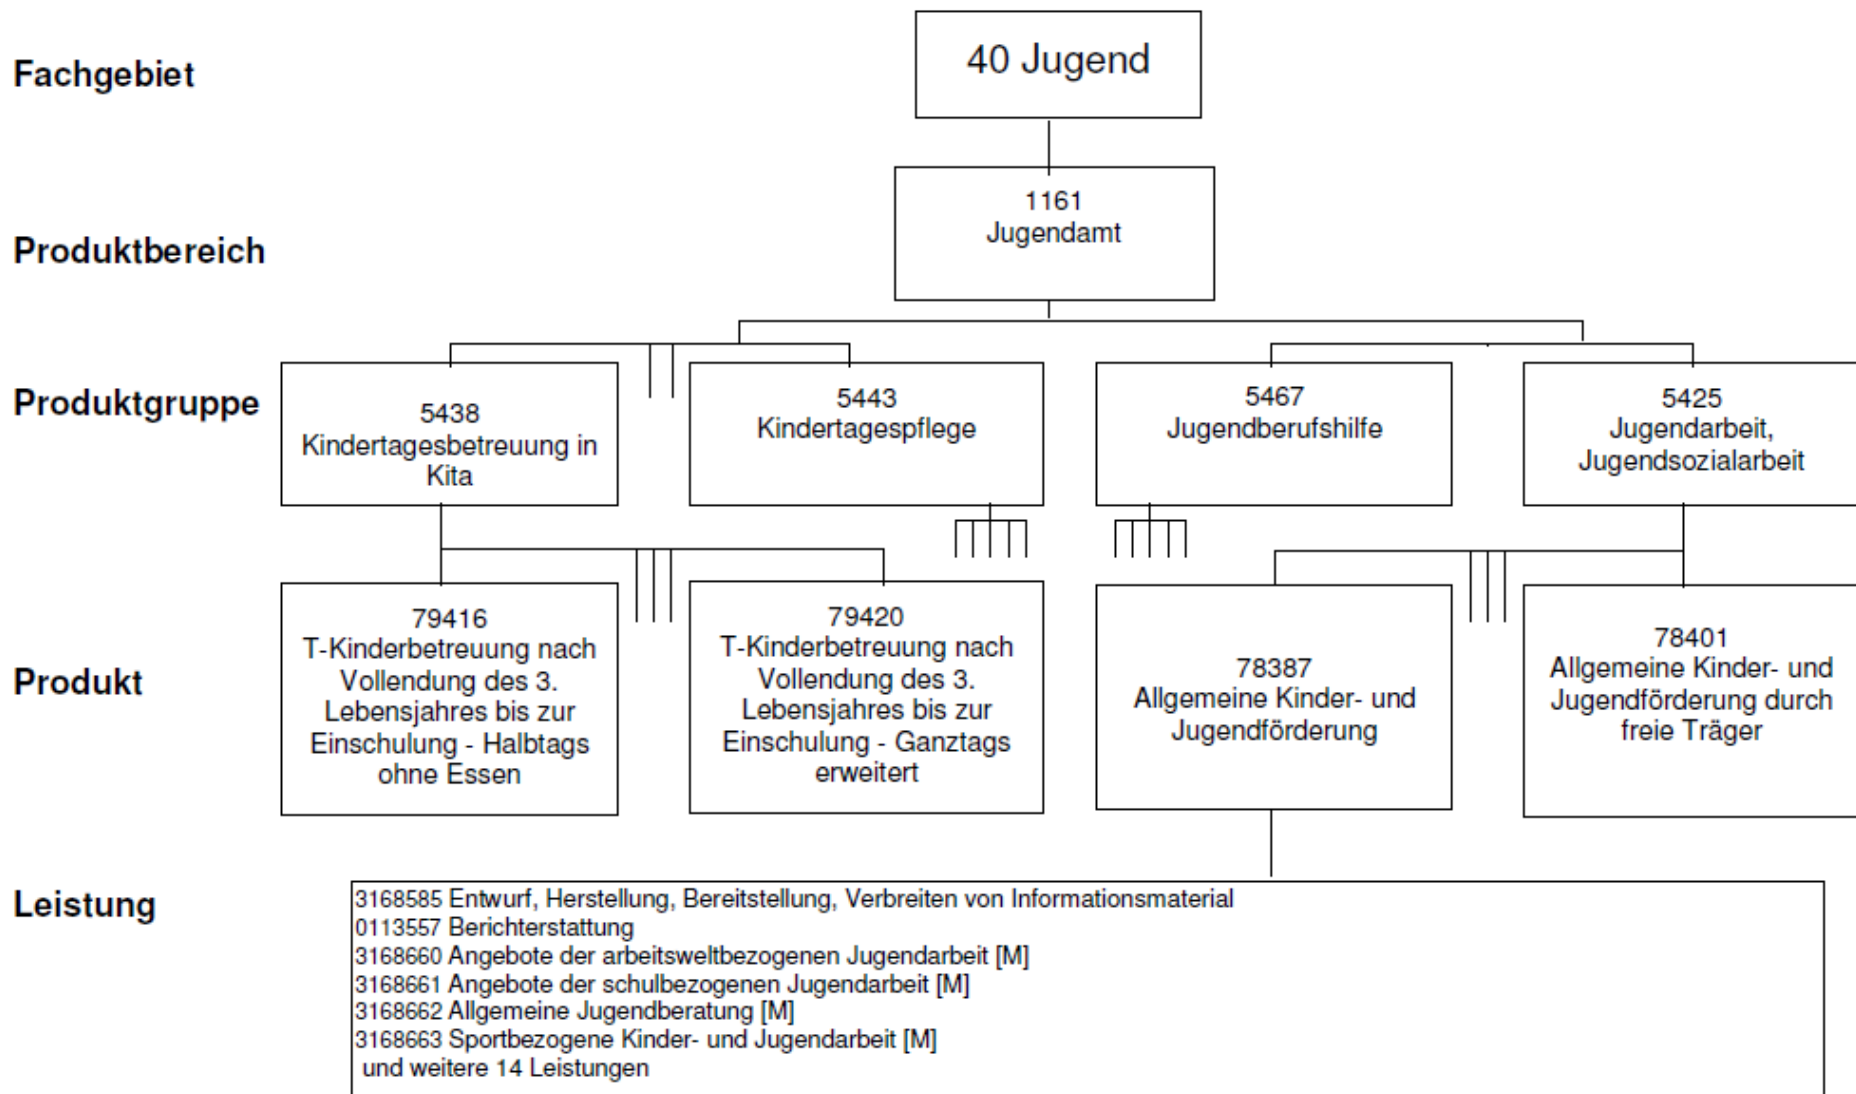 Fachgebiet
40 Jugend
Produktbereich
1161
Jugendamt
Produktgruppe
5438
Kindertagesbetreuung in
Kita
5443
Kindertagespflege
5467
Jugendberufshilfe
5425
Jugendarbeit,
Jugendsozialarbeit
Produkt
79416
T-Kinderbetreuung nach
Vollendung des 3.
Lebensjahres bis zur
Einschulung - Halbtags
ohne Essen
79420
T-Kinderbetreuung nach
Vollendung des 3.
Lebensjahres bis zur
Einschulung - Ganztags
erweitert
78387
Allgemeine Kinder- und
Jugendförderung
78401
Allgemeine Kinder- und
Jugendförderung durch
freie Träger
Leistung
3168585 Entwurf, Herstellung, Bereitstellung, Verbreiten von Informationsmaterial
0113557 Berichterstattung
3168660 Angebote der arbeitsweltbezogenen Jugendarbeit [M]
3168661 Angebote der schulbezogenen Jugendarbeit [M]
3168662 Allgemeine Jugendberatung [M]
3168663 Sportbezogene Kinder- und Jugendarbeit [M]
und weitere 14 Leistungen